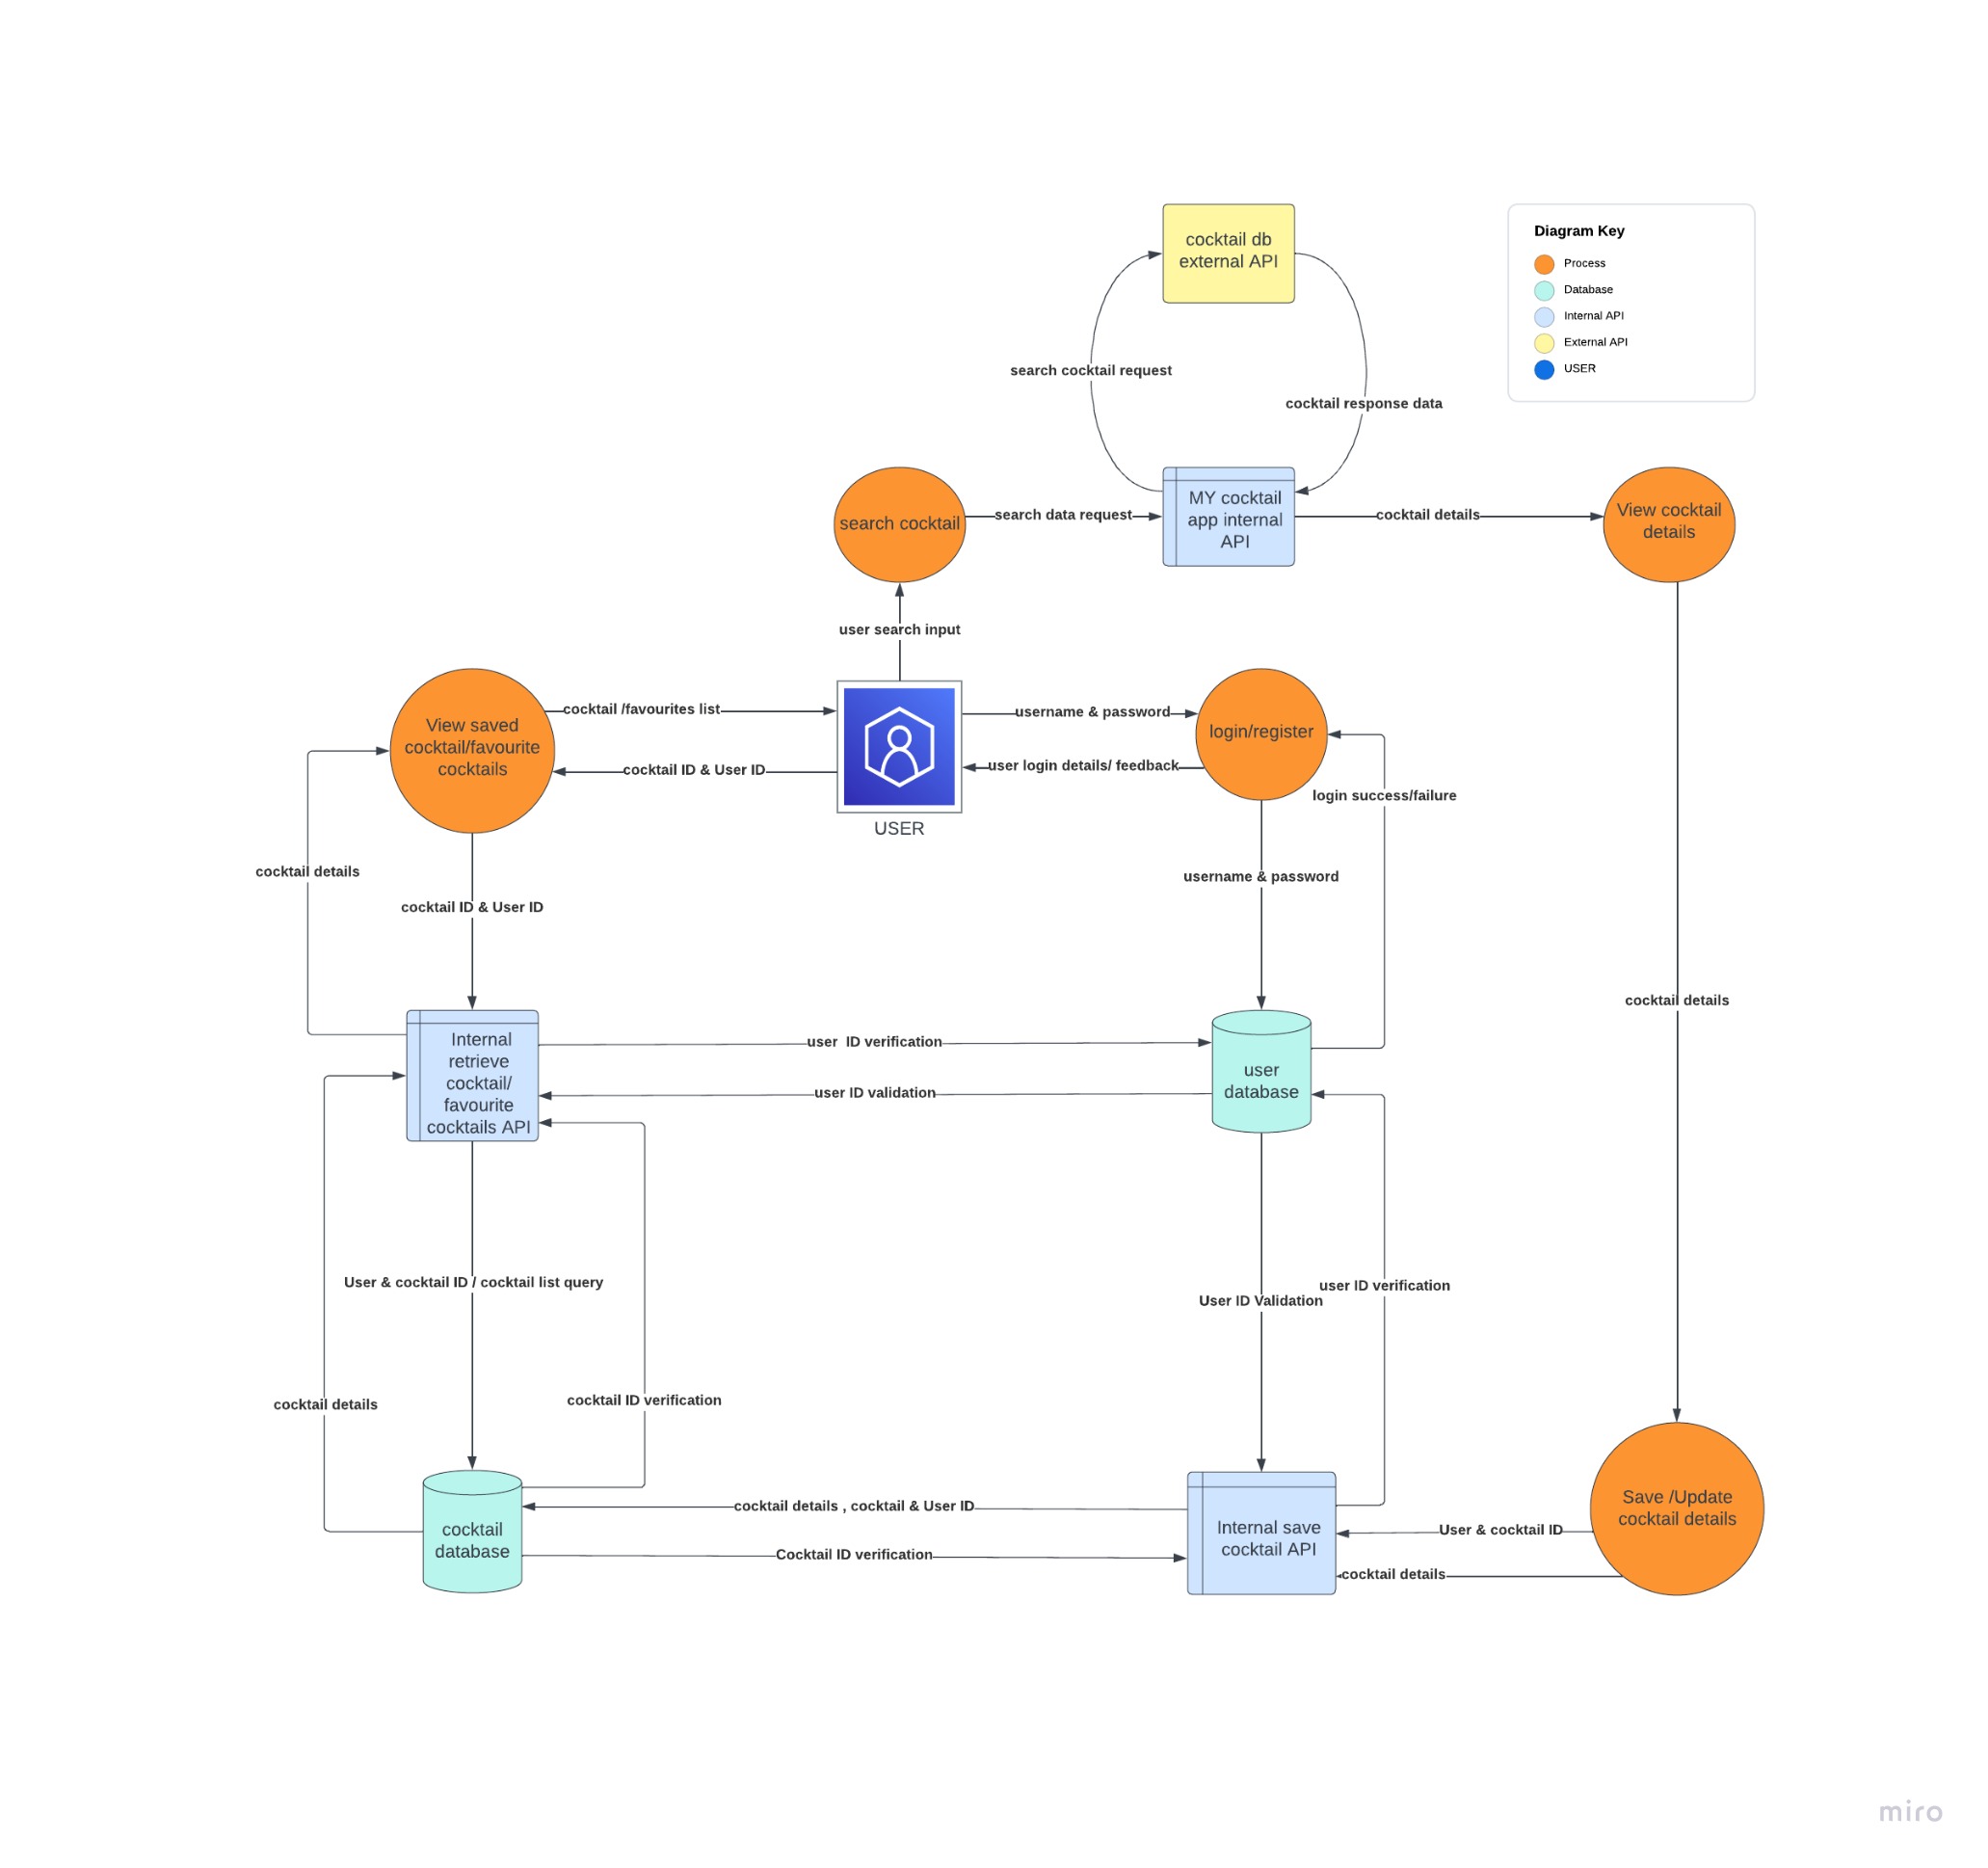 cocktail db
external API
Diagram Key
Process
Database
Internal API
External API
USER
search cocktail request
cocktail response data
search cocktail
search data request
MY cocktail
app internal
API
cocktail details
View cocktail
details
user search input
View saved
cocktail/favourite
cocktails
cocktail /favourites list
cocktail ID & User ID
USER
username & password
user login details/ feedback
login/register
login success/failure
cocktail details
cocktail ID & User ID
username & password
cocktail details
Internal
retrieve
cocktail/
favourite
cocktails API
user  ID verification
user ID validation
user
database
User & cocktail ID / cocktail list query
User ID Validation
user ID verification
cocktail details
cocktail ID verification
cocktail
database
cocktail details , cocktail & User ID
Cocktail ID verification
Internal save
cocktail API
User & cocktail ID
cocktail details
Save /Update
cocktail details
miro